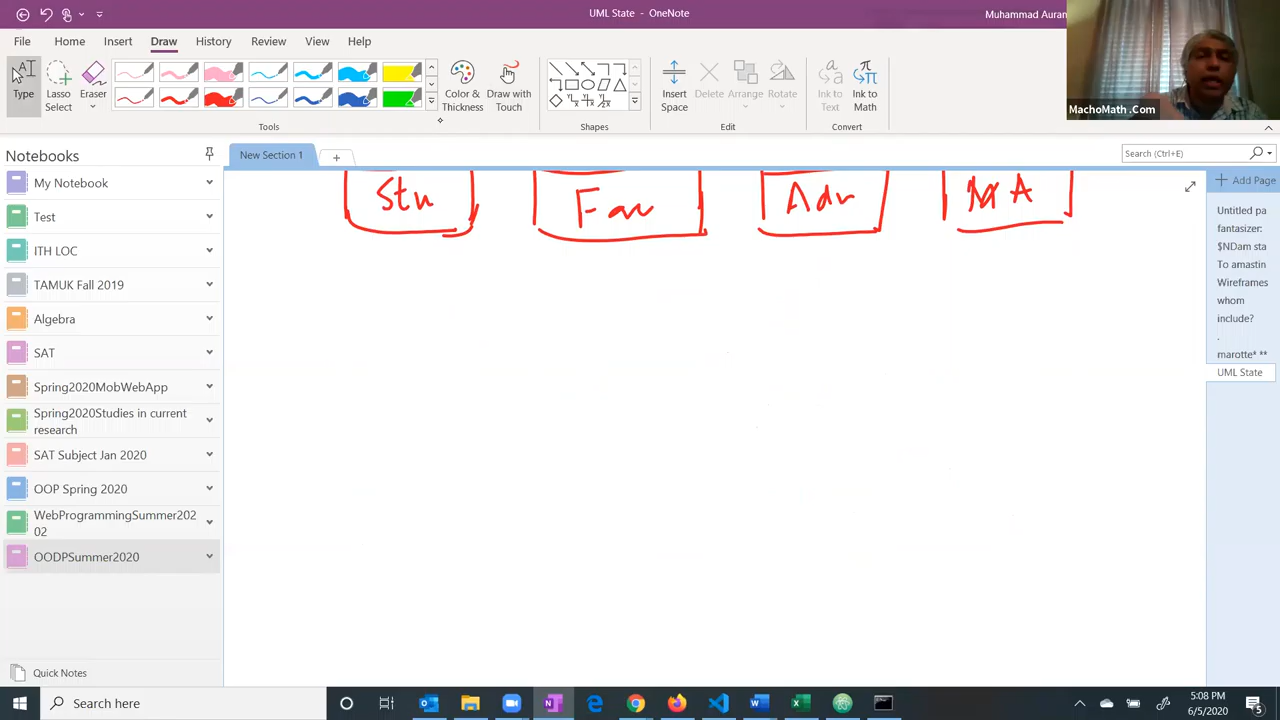 UML State - OneNote
Muhammad Auran
File Home Insert Draw History Review View Help
Type
Lasso Select
Eraser
Color & Thickness
Draw with Touch
Insert Space
Delete
Arrange
Rotate
Ink to Text
Ink to Math
Tools
Shapes
Edit
Convert
MachoMath .Com
Notebooks
New Section 1
Search (Ctrl+E)
Add Page
My Notebook
Test
ITH LOC
TAMUK Fall 2019
Algebra
SAT
Spring2020MobWebApp
Spring2020Studies in current
research
SAT Subject Jan 2020
OOP Spring 2020
WebProgrammingSummer202
02
OODPSummer2020
Quick Notes
Stu
Adv
Untitled pa
fantasizer:
$NDam sta
To amastin
Wireframes
whom
include?
.
marotte* **
UML State
Search here
5:08 PM
6/5/2020
5